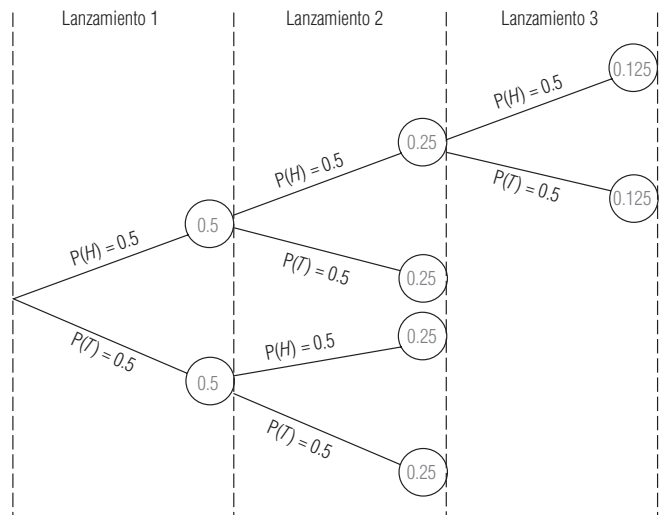 Lanzamiento 1 Lanzamiento 2 Lanzamiento 3
0.125
P(H) = 0.5
0.25
P(H) = 0.5
P(T) = 0.5
0.125
0.5
P(H) = 0.5
P(T) = 0.5
0.25
P(T) = 0.5
P(H) = 0.5
0.25
0.5
P(T) = 0.5
0.25